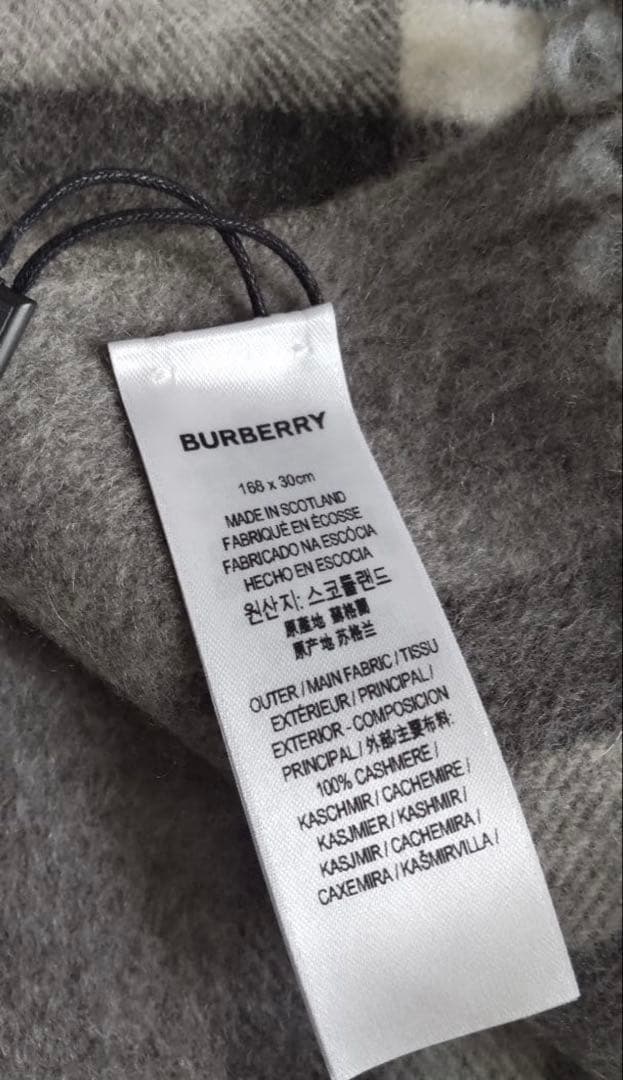 BURBERRY
168 x 30cm
MADE IN SCOTLAND
FABRIQUÉ EN ÉCOSSE
FABRICADO NA ESCÓCIA
HECHO EN ESCOCIA
원산지: 스코틀랜드
原產地 蘇格蘭
原产地 苏格兰
OUTER / MAIN FABRIC / TISSU
EXTÉRIEUR / PRINCIPAL /
EXTERIOR - COMPOSICION
PRINCIPAL / 外部/主要布料:
100% CASHMERE /
KASCHMIR / CACHEMIRE /
KASJMIER / KASHMIR /
KASJMIR / CACHEMIRA /
CAXEMIRA / KAŠMIRVILLA /